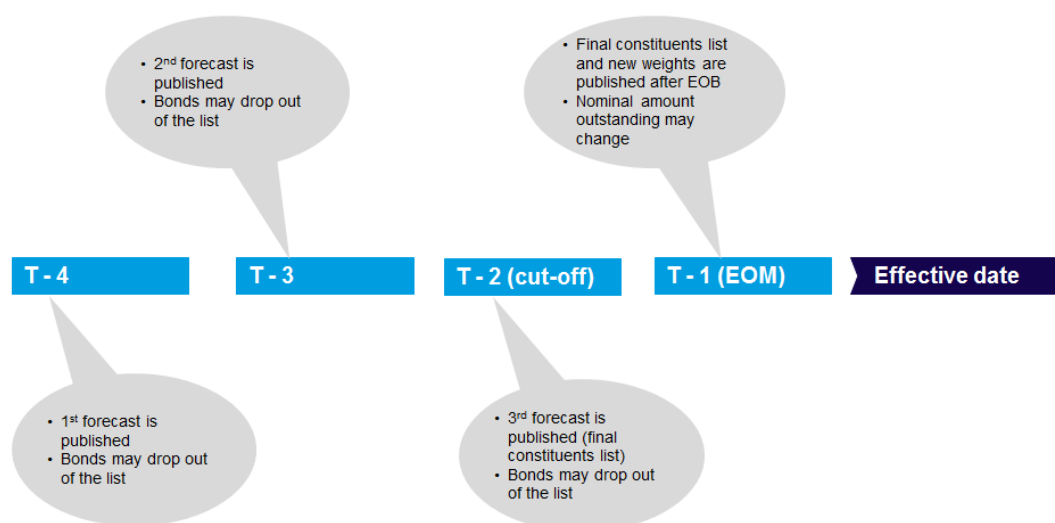 • 2nd forecast is
published
• Bonds may drop out
of the list
• Final constituents list
and new weights are
published after EOB
• Nominal amount
outstanding may
change
T - 4
T - 3
T - 2 (cut-off)
T - 1 (EOM)
Effective date
• 1st forecast is
published
• Bonds may drop out
of the list
• 3rd forecast is
published (final
constituents list)
• Bonds may drop out
of the list